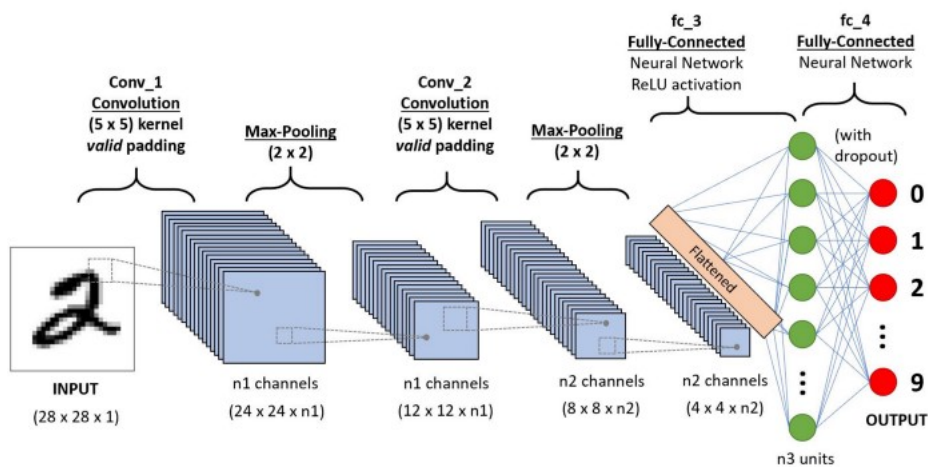 fc_3
Fully-Connected
Neural Network
ReLU activation
fc_4
Fully-Connected
Neural Network
Conv_1
Convolution
(5 x 5) kernel
valid padding
Max-Pooling
(2 x 2)
Conv_2
Convolution
(5 x 5) kernel
valid padding
Max-Pooling
(2 x 2)
(with
dropout)
Flattened
0
1
2
9
INPUT
(28 x 28 x 1)
n1 channels
(24 x 24 x n1)
n1 channels
(12 x 12 x n1)
n2 channels
(8 x 8 x n2)
n2 channels
(4 x 4 x n2)
OUTPUT
n3 units